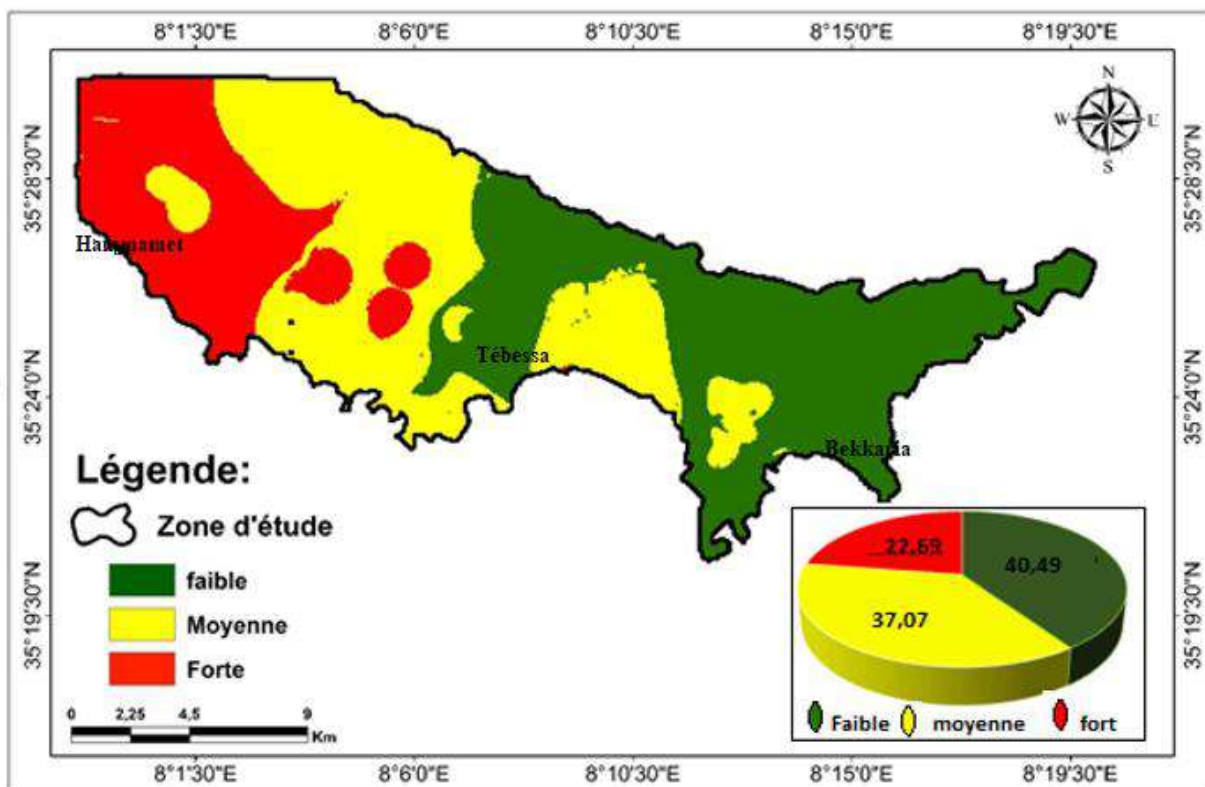 8°1'30"E 8°6'0"E 8°10'30"E 8°15'0"E 8°19'30"E
N
W E
S
35°28'30"N 35°28'30"N
Hammamet
Tébessa
35°24'0"N 35°24'0"N
Bekkaria
Légende:
Zone d'étude
faible
Moyenne
Forte
22,69 40,49
37,07
35°19'30"N 35°19'30"N
0 2,25 4,5 9
Km
Faible moyenne fort
8°1'30"E 8°6'0"E 8°10'30"E 8°15'0"E 8°19'30"E